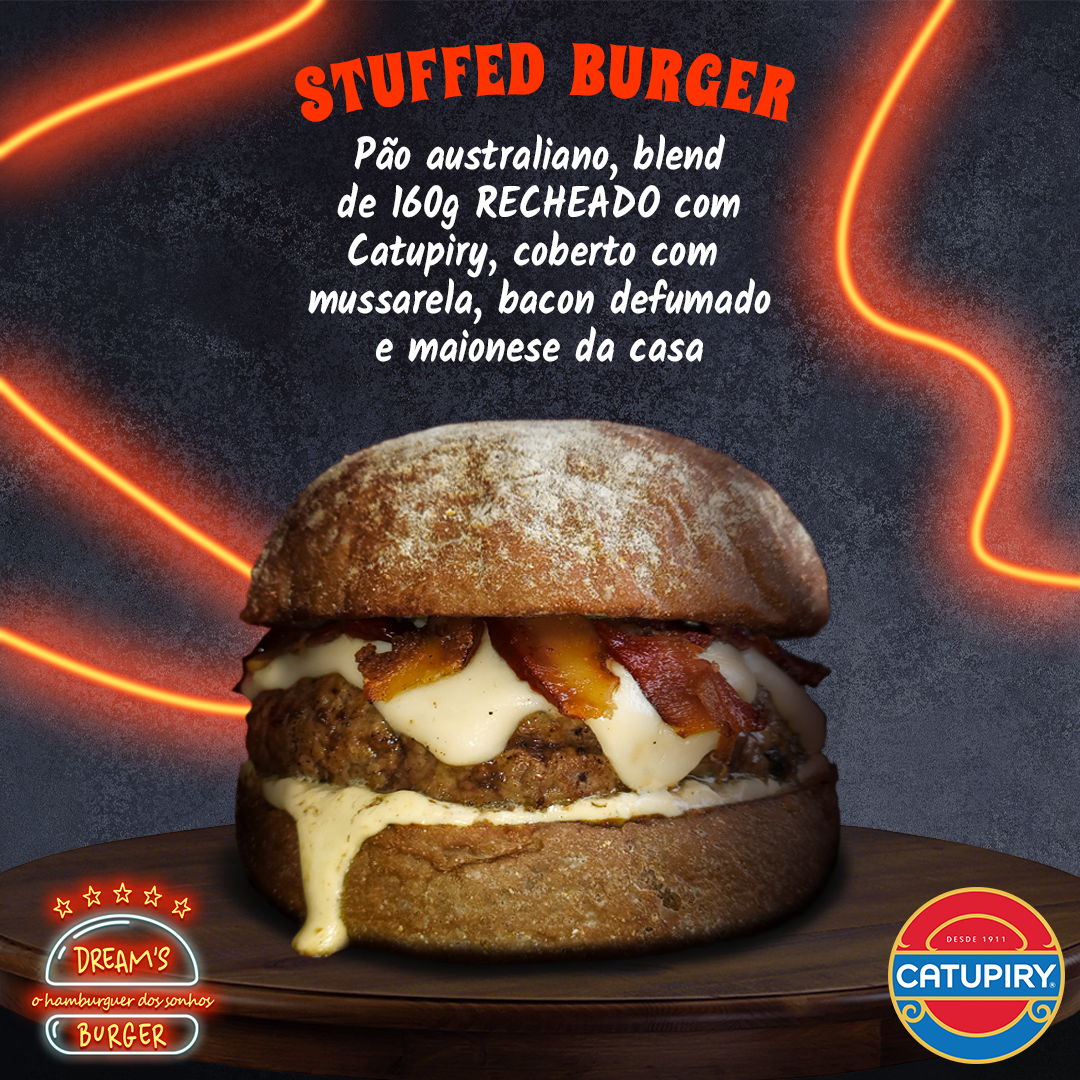 STUFFED BURGER
Pão australiano, blend
de 160g RECHEADO com
Catupiry, coberto com
mussarela, bacon defumado
e maionese da casa
DREAM'S
o hamburguer dos sonhos
BURGER
DESDE 1911
CATUPIRY®